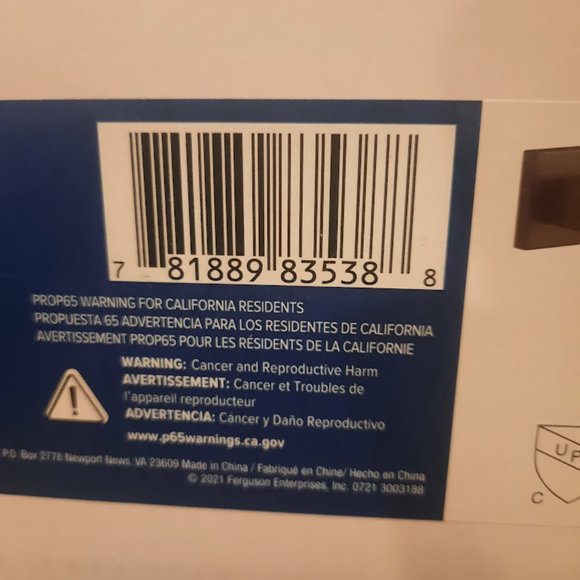 7 81889 83538 8
PROP65 WARNING FOR CALIFORNIA RESIDENTS
PROPUESTA 65 ADVERTENCIA PARA LOS RESIDENTES DE CALIFORNIA
AVERTISSEMENT PROP65 POUR LES RÉSIDENTS DE LA CALIFORNIE
WARNING: Cancer and Reproductive Harm
AVERTISSEMENT: Cancer et Troubles de
l'appareil reproducteur
ADVERTENCIA: Cáncer y Daño Reproductivo
www.p65warnings.ca.gov
P.O. Box 2778 Newport News, VA 23609 Made in China / Fabriqué en Chine/ Hecho en China
© 2021 Ferguson Enterprises, Inc. 0721 3003188
UP
C